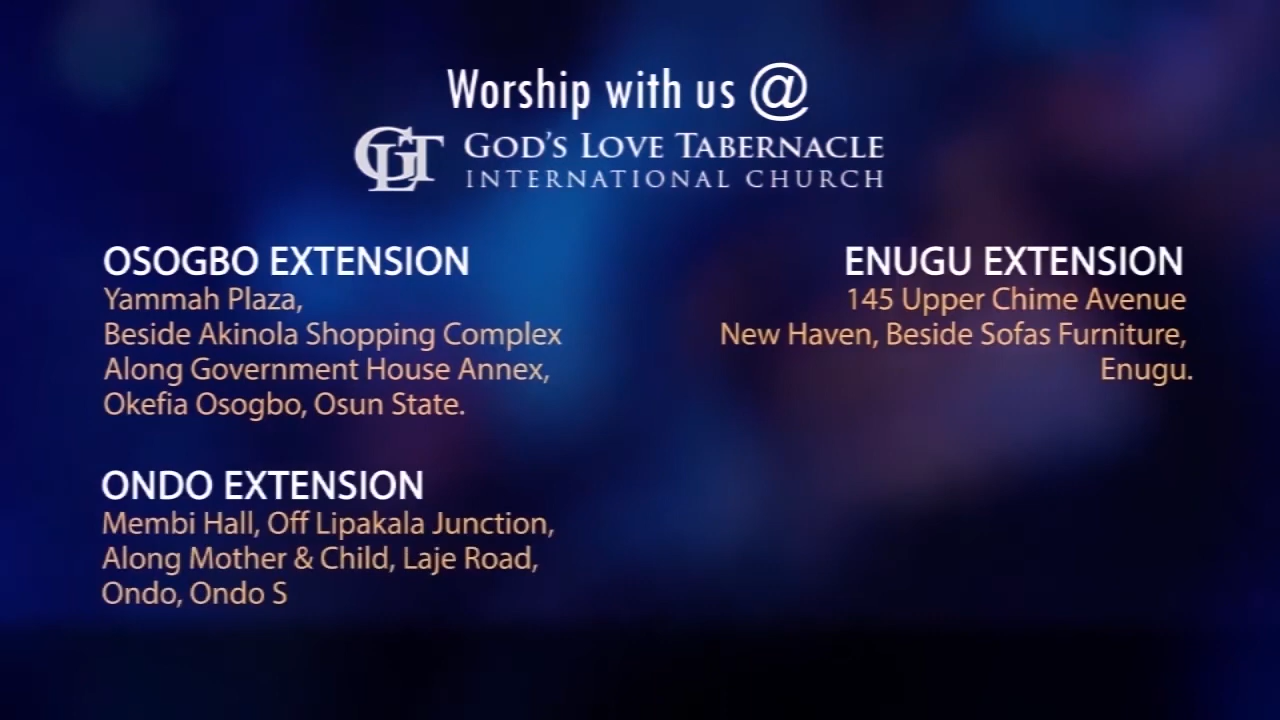 Worship with us @
GLT GOD'S LOVE TABERNACLE
INTERNATIONAL CHURCH
OSOGBO EXTENSION
Yammah Plaza,
Beside Akinola Shopping Complex
Along Government House Annex,
Okefia Osogbo, Osun State.
ENUGU EXTENSION
145 Upper Chime Avenue
New Haven, Beside Sofas Furniture,
Enugu.
ONDO EXTENSION
Membi Hall, Off Lipakala Junction,
Along Mother & Child, Laje Road,
Ondo, Ondo S